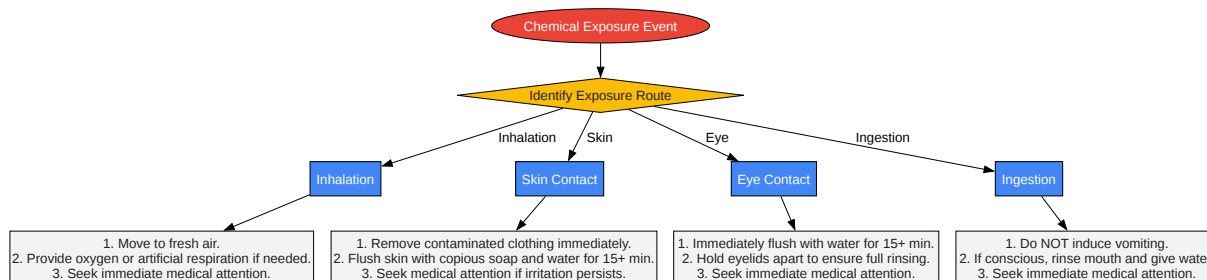 Chemical Exposure Event
Identify Exposure Route
Inhalation
Skin
Eye
Ingestion
Inhalation
Skin Contact
Eye Contact
Ingestion
1. Move to fresh air.
2. Provide oxygen or artificial respiration if needed.
3. Seek immediate medical attention.
1. Remove contaminated clothing immediately.
2. Flush skin with copious soap and water for 15+ min.
3. Seek medical attention if irritation persists.
1. Immediately flush with water for 15+ min.
2. Hold eyelids apart to ensure full rinsing.
3. Seek immediate medical attention.
1. Do NOT induce vomiting.
2. If conscious, rinse mouth and give wate
3. Seek immediate medical attention.